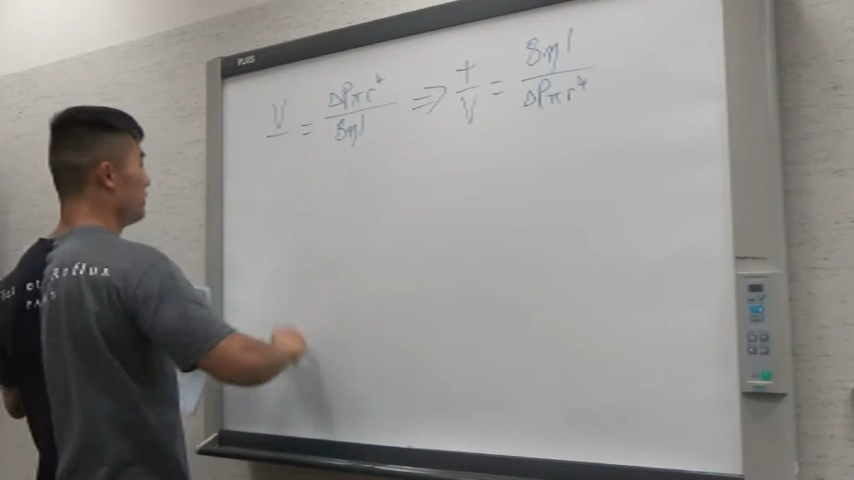 PLUS
V/ = ΔPπr⁴/8ηl ⇒ t/V = 8ηl/ΔPπr⁴